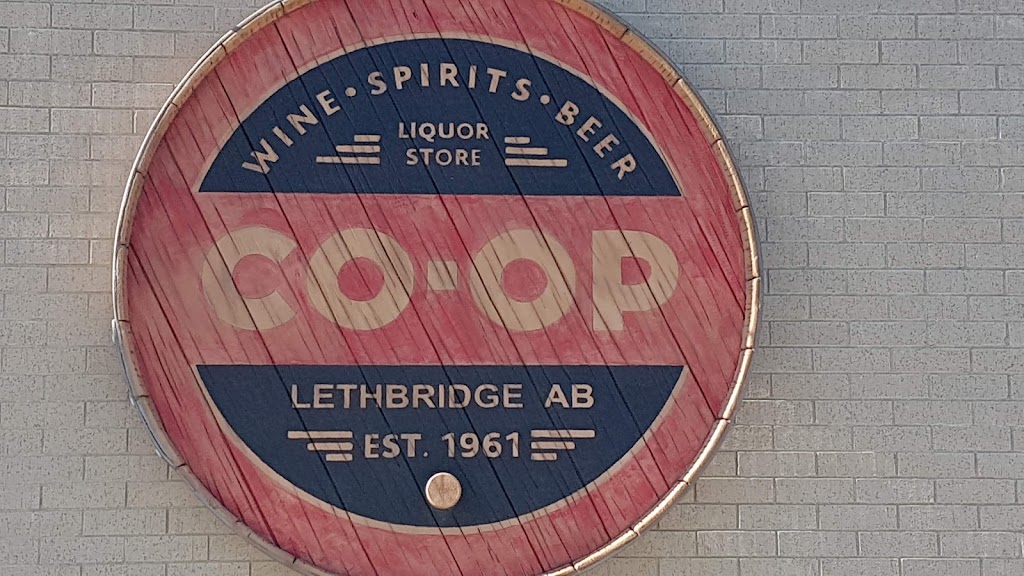 WINE • SPIRITS • BEER
LIQUOR
STORE
CO-OP
LETHBRIDGE AB
EST. 1961